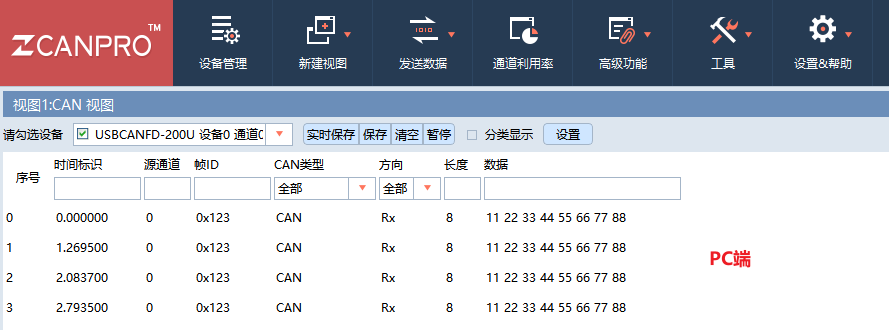 ZCANPRO™
设备管理 新建视图 发送数据 通道利用率 高级功能 工具 设置&帮助
视图1:CAN 视图
请勾选设备 USBCANFD-200U 设备0 通道0 实时保存 保存 清空 暂停 分类显示 设置
序号 时间标识 源通道 帧ID CAN类型 方向 长度 数据
全部 全部
0 0.000000 0 0x123 CAN Rx 8 11 22 33 44 55 66 77 88
1 1.269500 0 0x123 CAN Rx 8 11 22 33 44 55 66 77 88
PC端
2 2.083700 0 0x123 CAN Rx 8 11 22 33 44 55 66 77 88
3 2.793500 0 0x123 CAN Rx 8 11 22 33 44 55 66 77 88